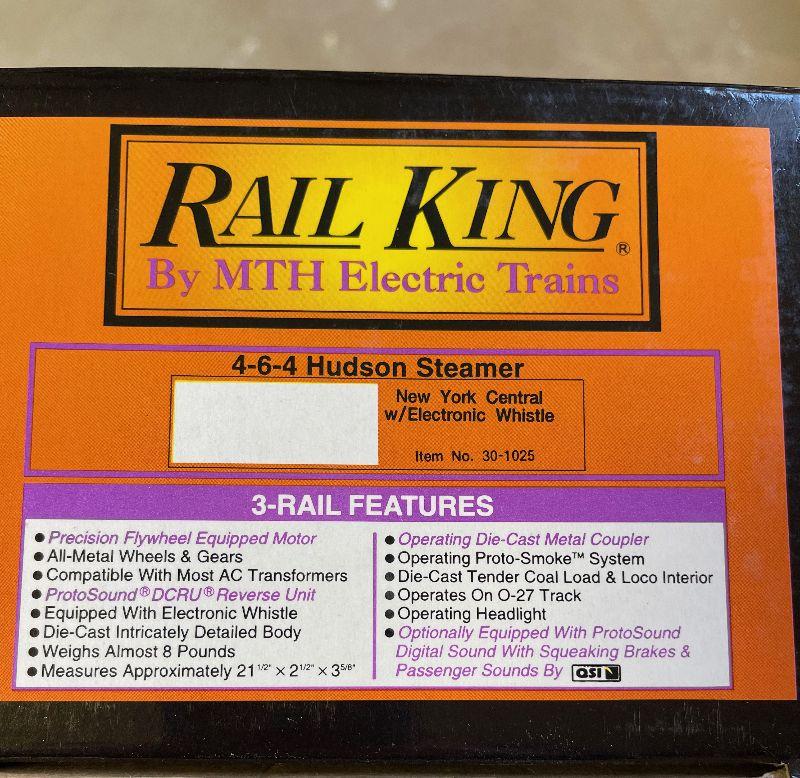 RAIL KING®
By MTH Electric Trains
4-6-4 Hudson Steamer
New York Central
w/Electronic Whistle
Item No. 30-1025
3-RAIL FEATURES
● Precision Flywheel Equipped Motor
● All-Metal Wheels & Gears
● Compatible With Most AC Transformers
● ProtoSound® DCRU® Reverse Unit
● Equipped With Electronic Whistle
● Die-Cast Intricately Detailed Body
● Weighs Almost 8 Pounds
● Measures Approximately 21 1/2" × 2 1/2" × 3 5/8"
● Operating Die-Cast Metal Coupler
● Operating Proto-Smoke™ System
● Die-Cast Tender Coal Load & Loco Interior
● Operates On O-27 Track
● Operating Headlight
● Optionally Equipped With ProtoSound
Digital Sound With Squeaking Brakes &
Passenger Sounds By QSI